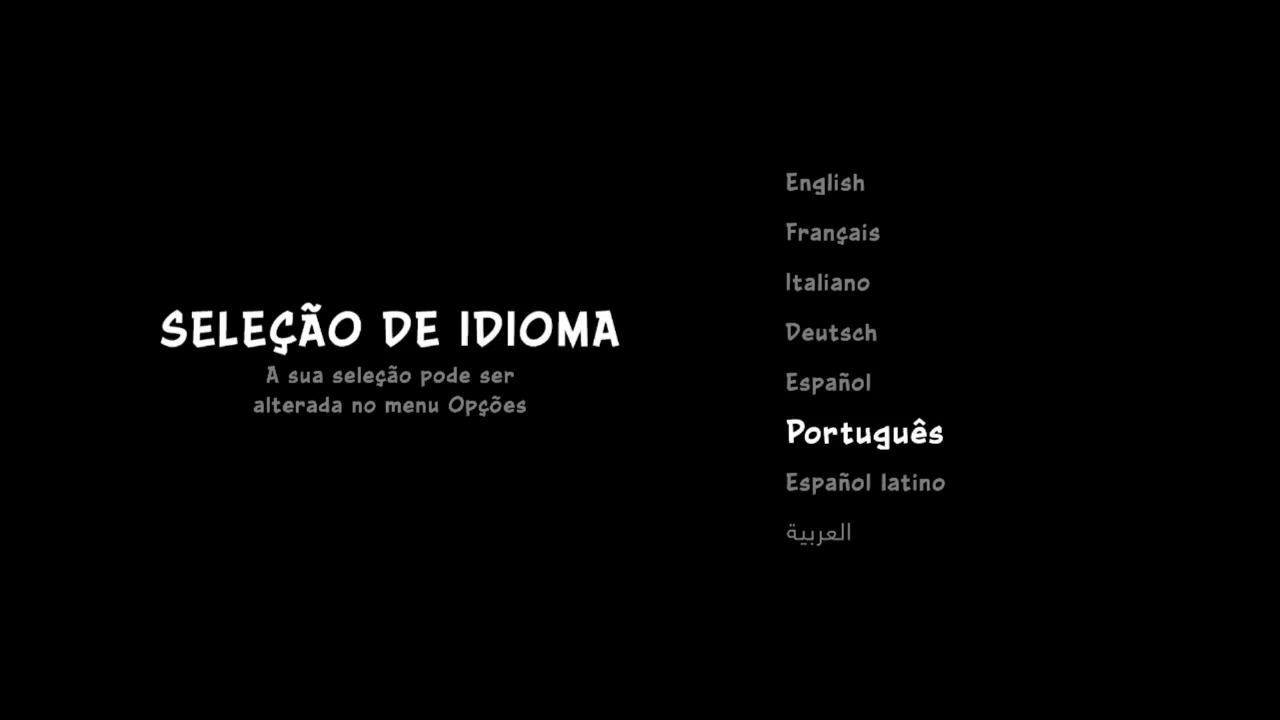 SELEÇÃO DE IDIOMA
A sua seleção pode ser
alterada no menu Opções
English
Français
Italiano
Deutsch
Español
Português
Español latino
العربية